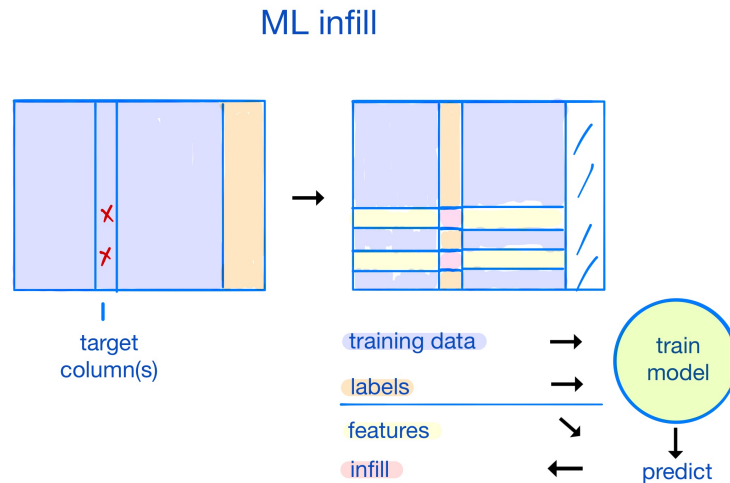 ML infill
target
column(s)
training data
labels
features
infill
train
model
predict